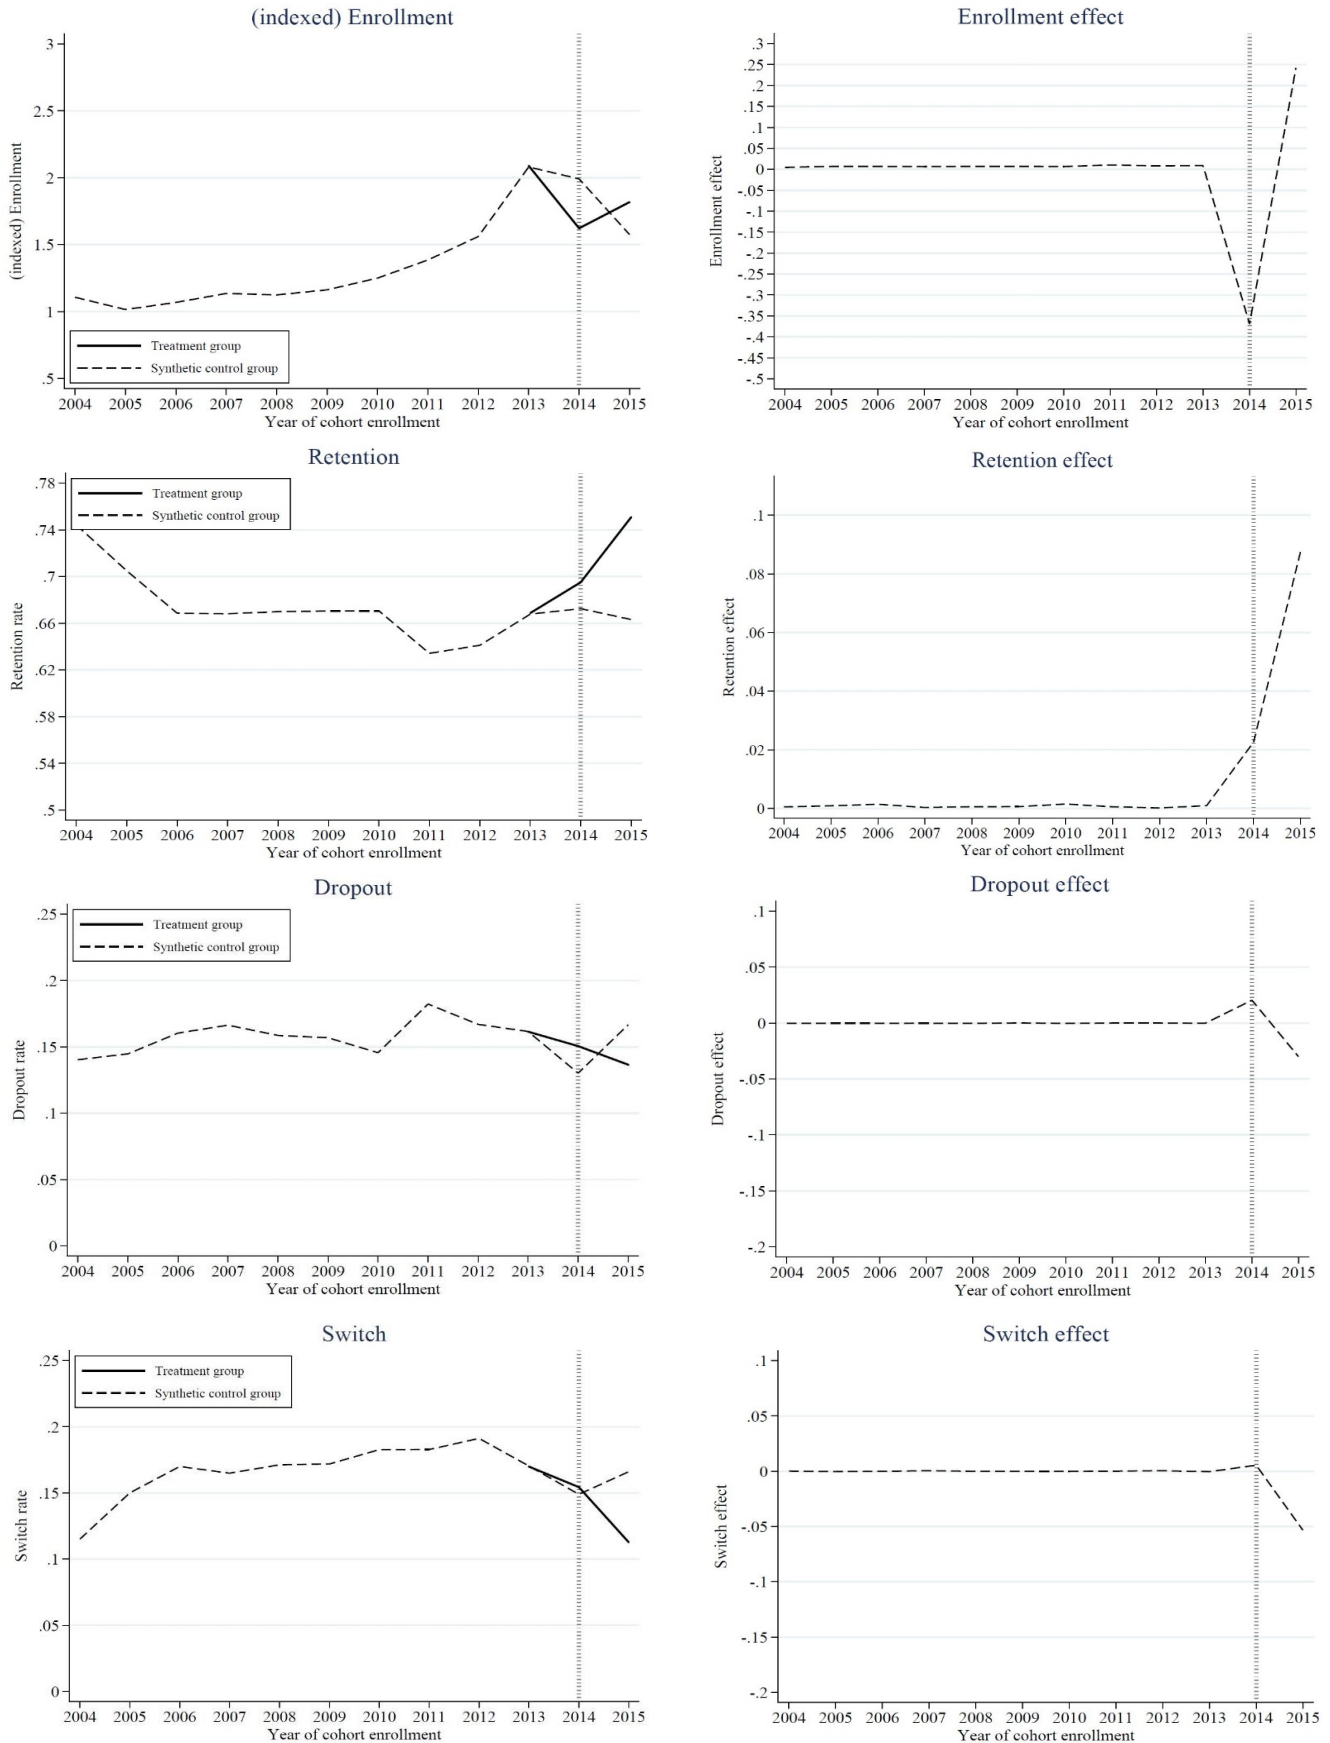 (indexed) Enrollment
(indexed) Enrollment
3
2.5
2
1.5
1
.5
Treatment group
Synthetic control group
2004 2005 2006 2007 2008 2009 2010 2011 2012 2013 2014 2015
Year of cohort enrollment
Enrollment effect
Enrollment effect
.3
.25
.2
.15
.1
.05
0
-.05
-.1
-.15
-.2
-.25
-.3
-.35
-.4
-.45
-.5
2004 2005 2006 2007 2008 2009 2010 2011 2012 2013 2014 2015
Year of cohort enrollment
Retention
Retention rate
.78
.74
.7
.66
.62
.58
.54
.5
Treatment group
Synthetic control group
2004 2005 2006 2007 2008 2009 2010 2011 2012 2013 2014 2015
Year of cohort enrollment
Retention effect
Retention effect
.1
.08
.06
.04
.02
0
2004 2005 2006 2007 2008 2009 2010 2011 2012 2013 2014 2015
Year of cohort enrollment
Dropout
Dropout rate
.25
.2
.15
.1
.05
0
Treatment group
Synthetic control group
2004 2005 2006 2007 2008 2009 2010 2011 2012 2013 2014 2015
Year of cohort enrollment
Dropout effect
Dropout effect
.1
.05
0
-.05
-.1
-.15
-.2
2004 2005 2006 2007 2008 2009 2010 2011 2012 2013 2014 2015
Year of cohort enrollment
Switch
Switch rate
.25
.2
.15
.1
.05
0
Treatment group
Synthetic control group
2004 2005 2006 2007 2008 2009 2010 2011 2012 2013 2014 2015
Year of cohort enrollment
Switch effect
Switch effect
.1
.05
0
-.05
-.1
-.15
-.2
2004 2005 2006 2007 2008 2009 2010 2011 2012 2013 2014 2015
Year of cohort enrollment